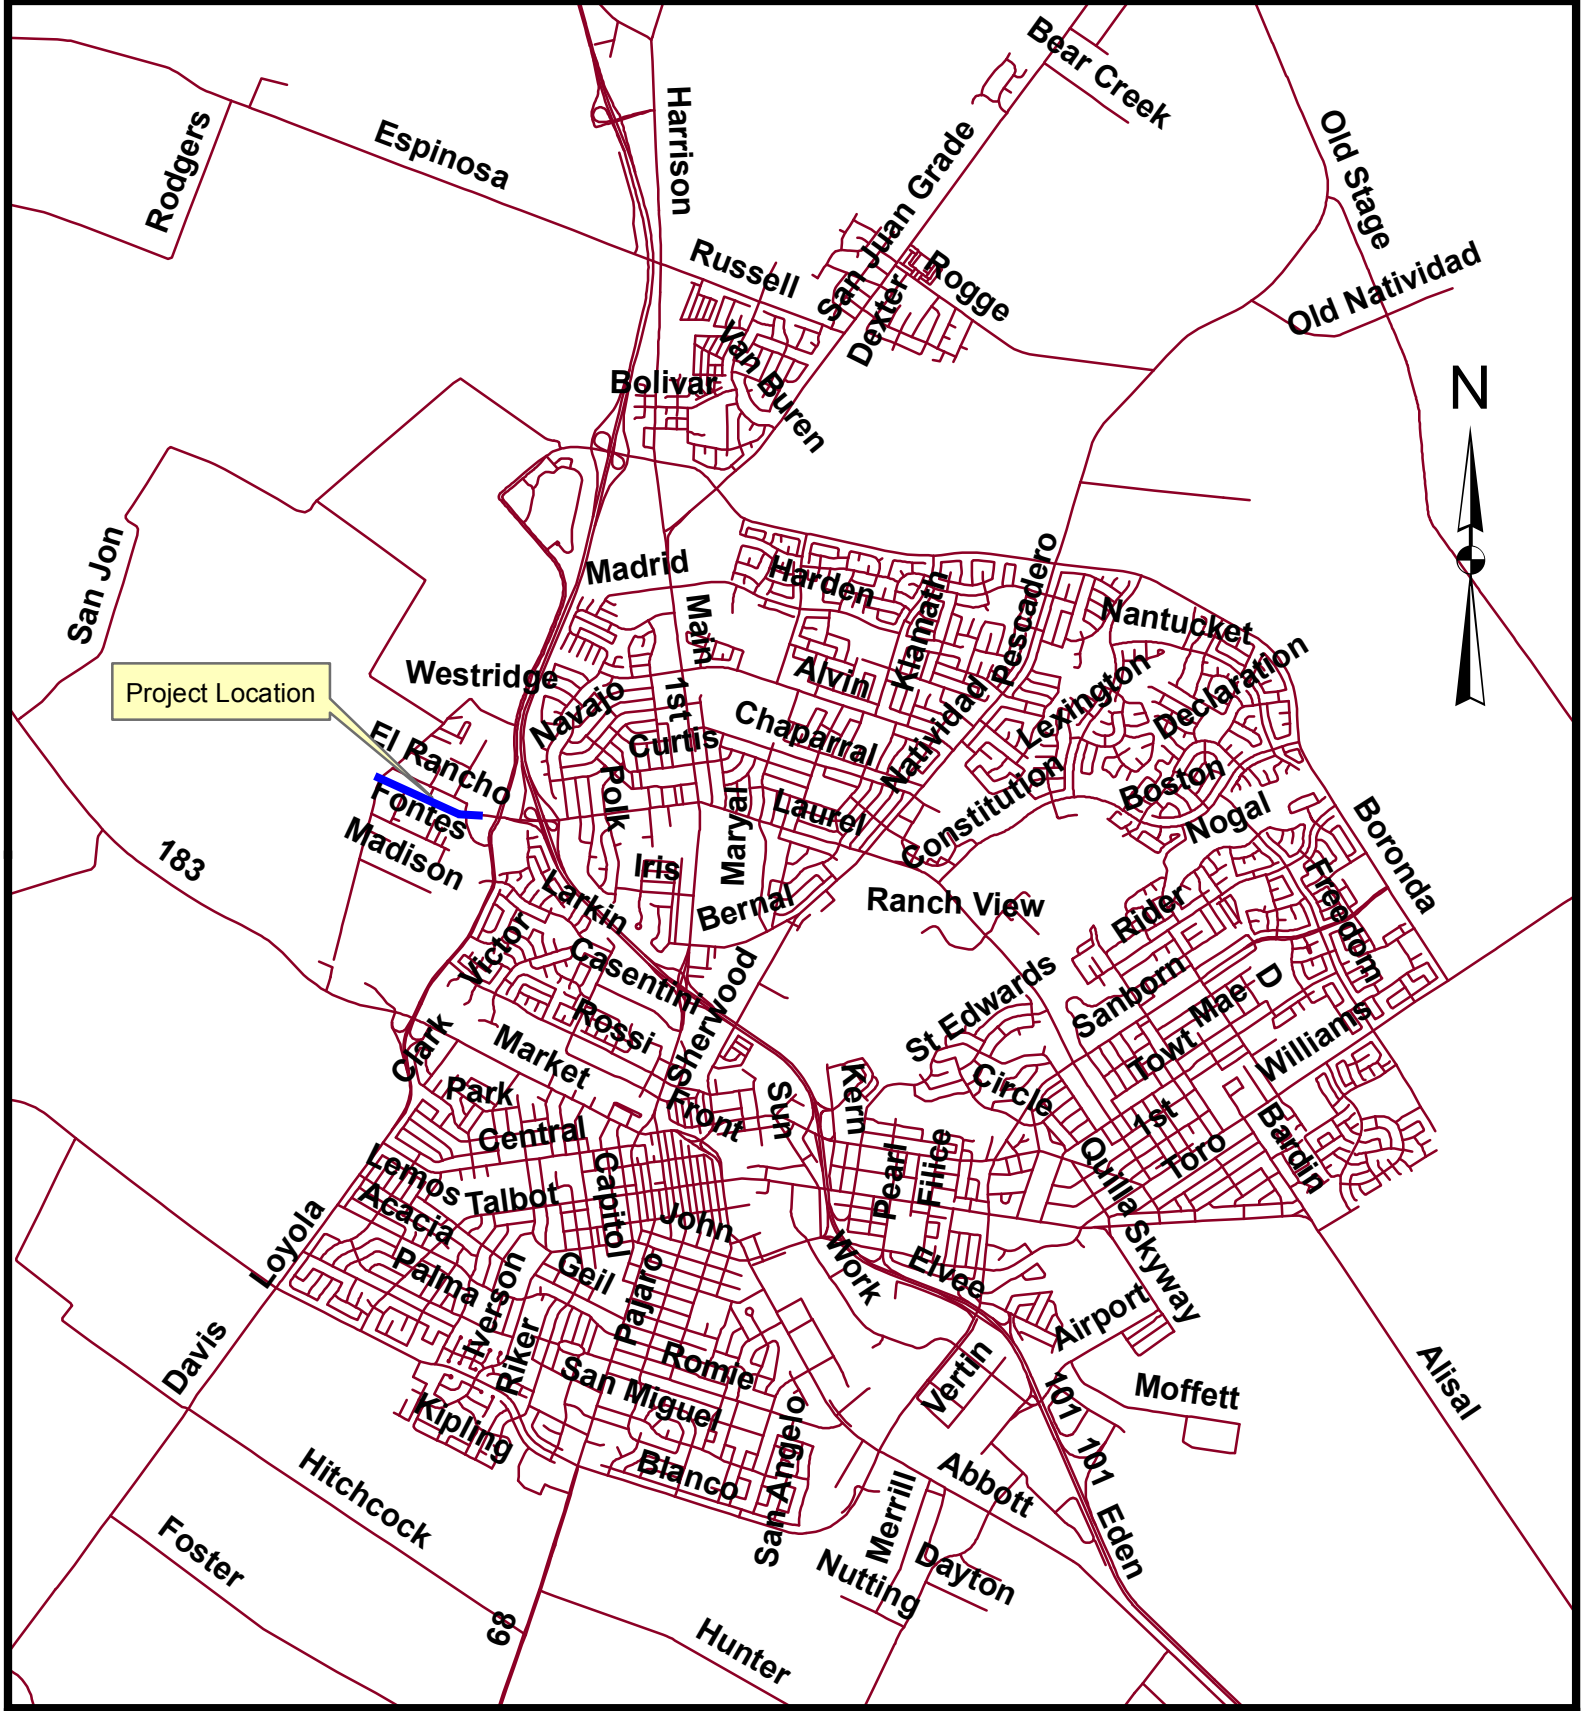 Bear Creek
Harrison
Rodgers
Espinosa
Old Stage
San Juan Grade
Russell
Rogge
Old Natividad
Dexter
Van Buren
Bolivar
N
San Jon
Madrid
Harden
Klamath
Pescadero
Nantucket
Main
Westridge
Project Location
Navajo
1st
Alvin
Lexington
Declaration
Natividad
Chaparral
Curtis
El Rancho
Fontes
Madison
Polk
Maryal
Laurel
Constitution
Boston
Nogal
Boronda
183
Iris
Larkin
Bernal
Ranch View
Rider
Freedom
Victor
Casentini
Sherwood
St Edwards
Sanborn
Mae
D
Rossi
Clark
Market
Towt
Williams
Park
Front
Sun
Kern
Circle
1st
Bardin
Central
Lemos
Capitol
Pearl
Filice
Quilla
Toro
Talbot
Acacia
John
Loyola
Palma
Iverson
Geil
Pajaro
Work
Elvee
Skyway
Airport
Davis
Riker
Romie
Vertin
San Miguel
101
Moffett
Alisal
Kipling
San Angelo
Blanco
101
Hitchcock
Abbott
Merrill
Eden
Foster
Nutting
Dayton
68
Hunter